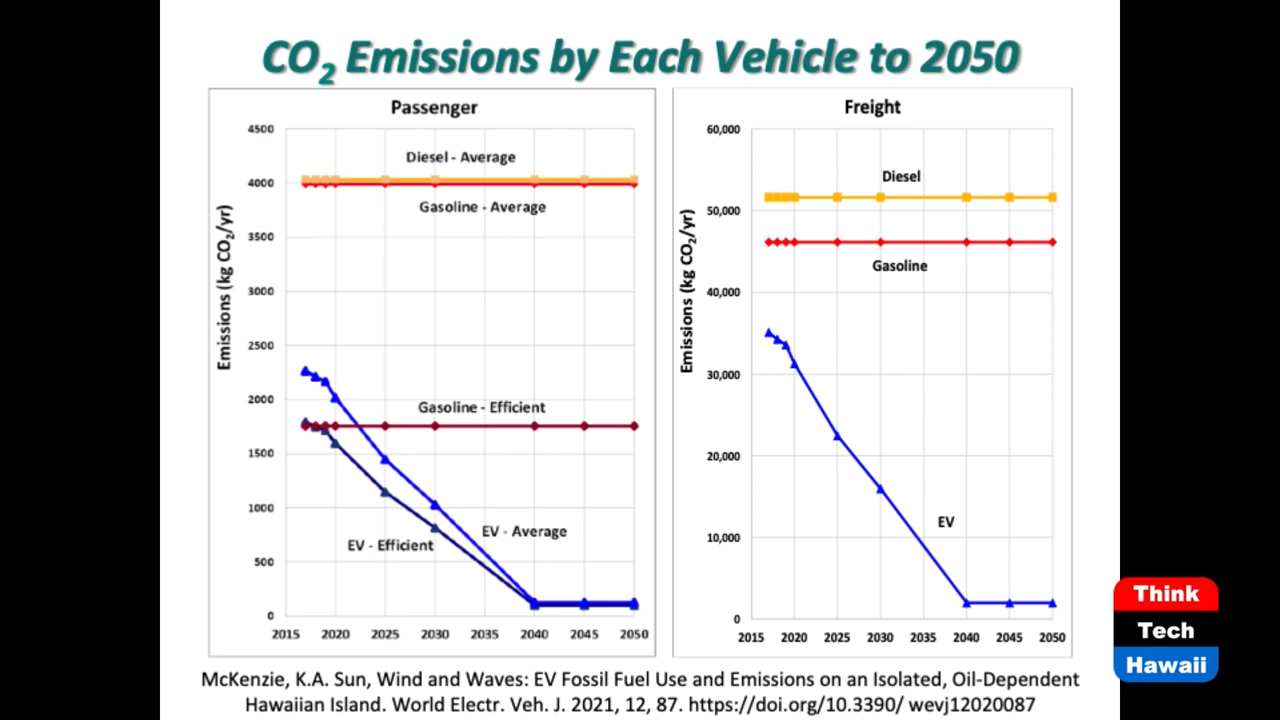 CO2 Emissions by Each Vehicle to 2050
Passenger
4500
4000
3500
3000
2500
2000
1500
1000
500
0
2015 2020 2025 2030 2035 2040 2045 2050
Emissions (kg CO2/yr)
Diesel - Average
Gasoline - Average
Gasoline - Efficient
EV - Average
EV - Efficient
Freight
60,000
50,000
40,000
30,000
20,000
10,000
0
2015 2020 2025 2030 2035 2040 2045 2050
Emissions (kg CO2/yr)
Diesel
Gasoline
EV
McKenzie, K.A. Sun, Wind and Waves: EV Fossil Fuel Use and Emissions on an Isolated, Oil-Dependent
Hawaiian Island. World Electr. Veh. J. 2021, 12, 87. https://doi.org/10.3390/ wevj12020087
Think
Tech
Hawaii